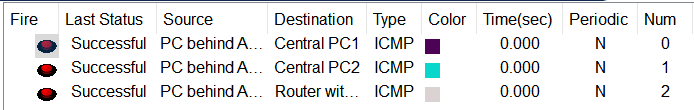 Fire Last Status Source Destination Type Color Time(sec) Periodic Num
Successful PC behind A... Central PC1 ICMP 0.000 N 0
Successful PC behind A... Central PC2 ICMP 0.000 N 1
Successful PC behind A... Router wit... ICMP 0.000 N 2